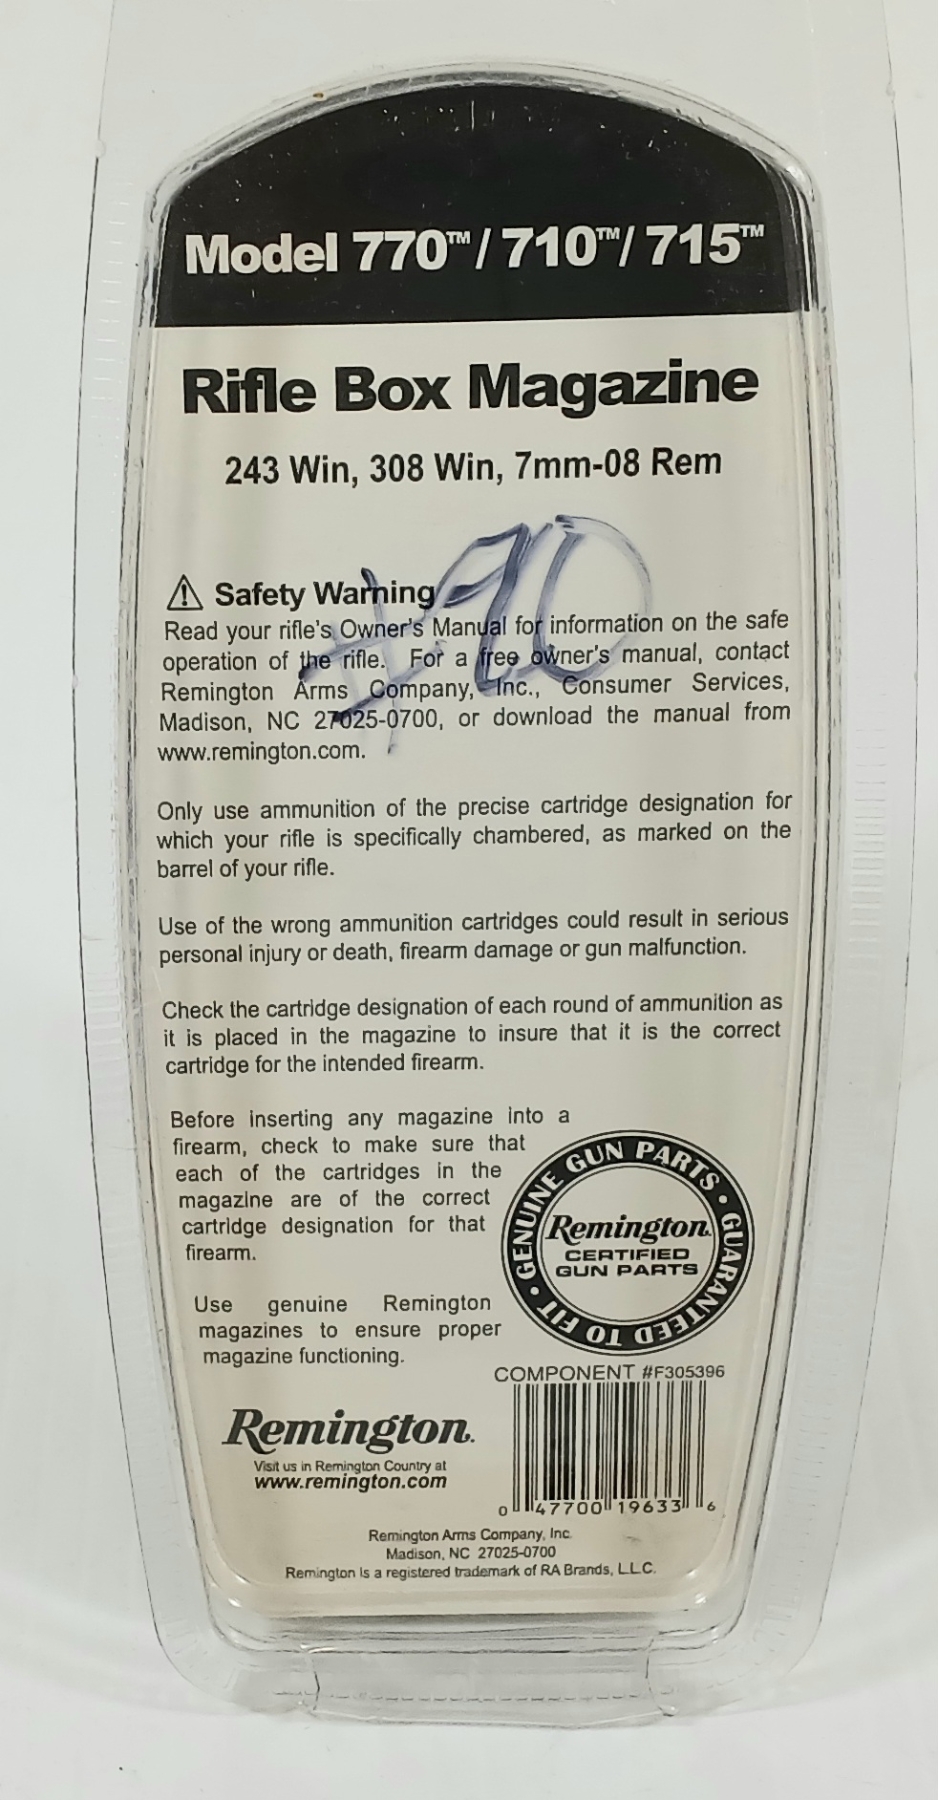 Model 770™/710™/715™
Rifle Box Magazine
243 Win, 308 Win, 7mm-08 Rem
#90
⚠ Safety Warning
Read your rifle's Owner's Manual for information on the safe
operation of the rifle. For a free owner's manual, contact
Remington Arms Company, Inc., Consumer Services,
Madison, NC 27025-0700, or download the manual from
www.remington.com.
Only use ammunition of the precise cartridge designation for
which your rifle is specifically chambered, as marked on the
barrel of your rifle.
Use of the wrong ammunition cartridges could result in serious
personal injury or death, firearm damage or gun malfunction.
Check the cartridge designation of each round of ammunition as
it is placed in the magazine to insure that it is the correct
cartridge for the intended firearm.
Before inserting any magazine into a
firearm, check to make sure that
each of the cartridges in the
magazine are of the correct
cartridge designation for that
firearm.
Use genuine Remington
magazines to ensure proper
magazine functioning.
GENUINE GUN PARTS • GUARANTEED TO FIT •
Remington
CERTIFIED
GUN PARTS
COMPONENT #F305396
0 47700 19633 6
Remington.
Visit us in Remington Country at
www.remington.com
Remington Arms Company, Inc.
Madison, NC 27025-0700
Remington is a registered trademark of RA Brands, L.L.C.